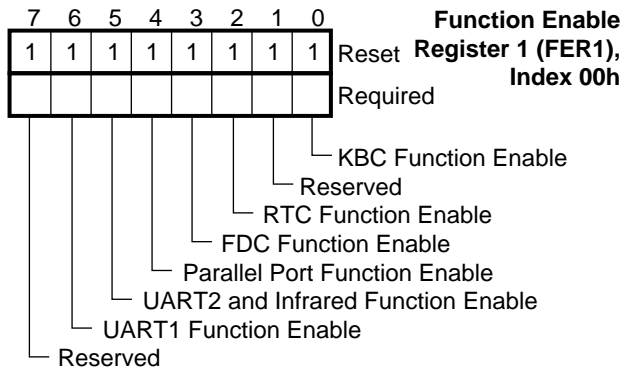 7 6 5 4 3 2 1 0
Function Enable
Register 1 (FER1),
Index 00h
1 1 1 1 1 1 1 1 Reset
Required
KBC Function Enable
Reserved
RTC Function Enable
FDC Function Enable
Parallel Port Function Enable
UART2 and Infrared Function Enable
UART1 Function Enable
Reserved